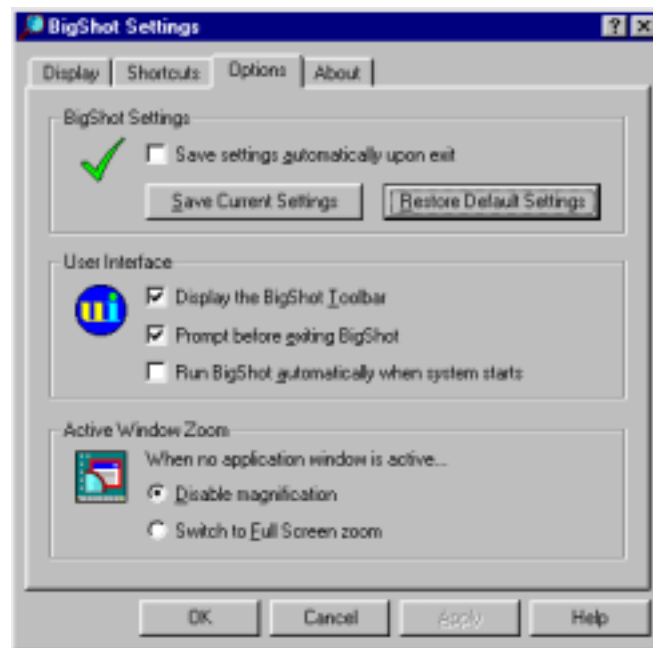 BigShot Settings
Display Shortcuts Options About
BigShot Settings
Save settings automatically upon exit
Save Current Settings Restore Default Settings
User Interface
ui
Display the BigShot Toolbar
Prompt before exiting BigShot
Run BigShot automatically when system starts
Active Window Zoom
When no application window is active...
Disable magnification
Switch to Full Screen zoom
OK Cancel Apply Help